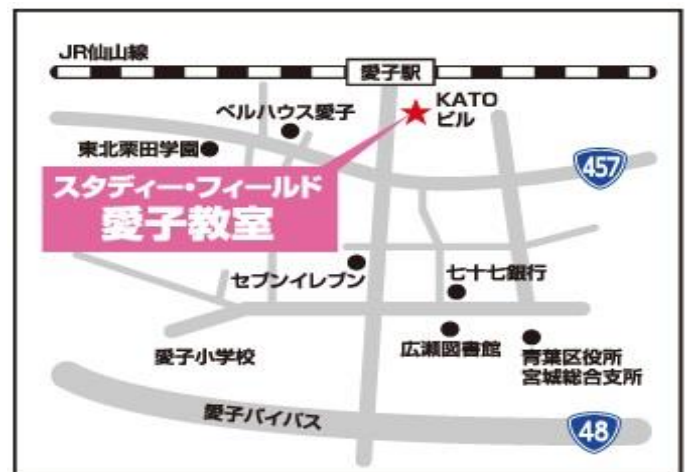 JR仙山線
愛子駅
KATO
ビル
ベルハウス愛子
東北栗田学園
457
スタディー・フィールド
愛子教室
セブンイレブン
七十七銀行
愛子小学校
広瀬図書館
青葉区役所
宮城総合支所
愛子バイパス
48